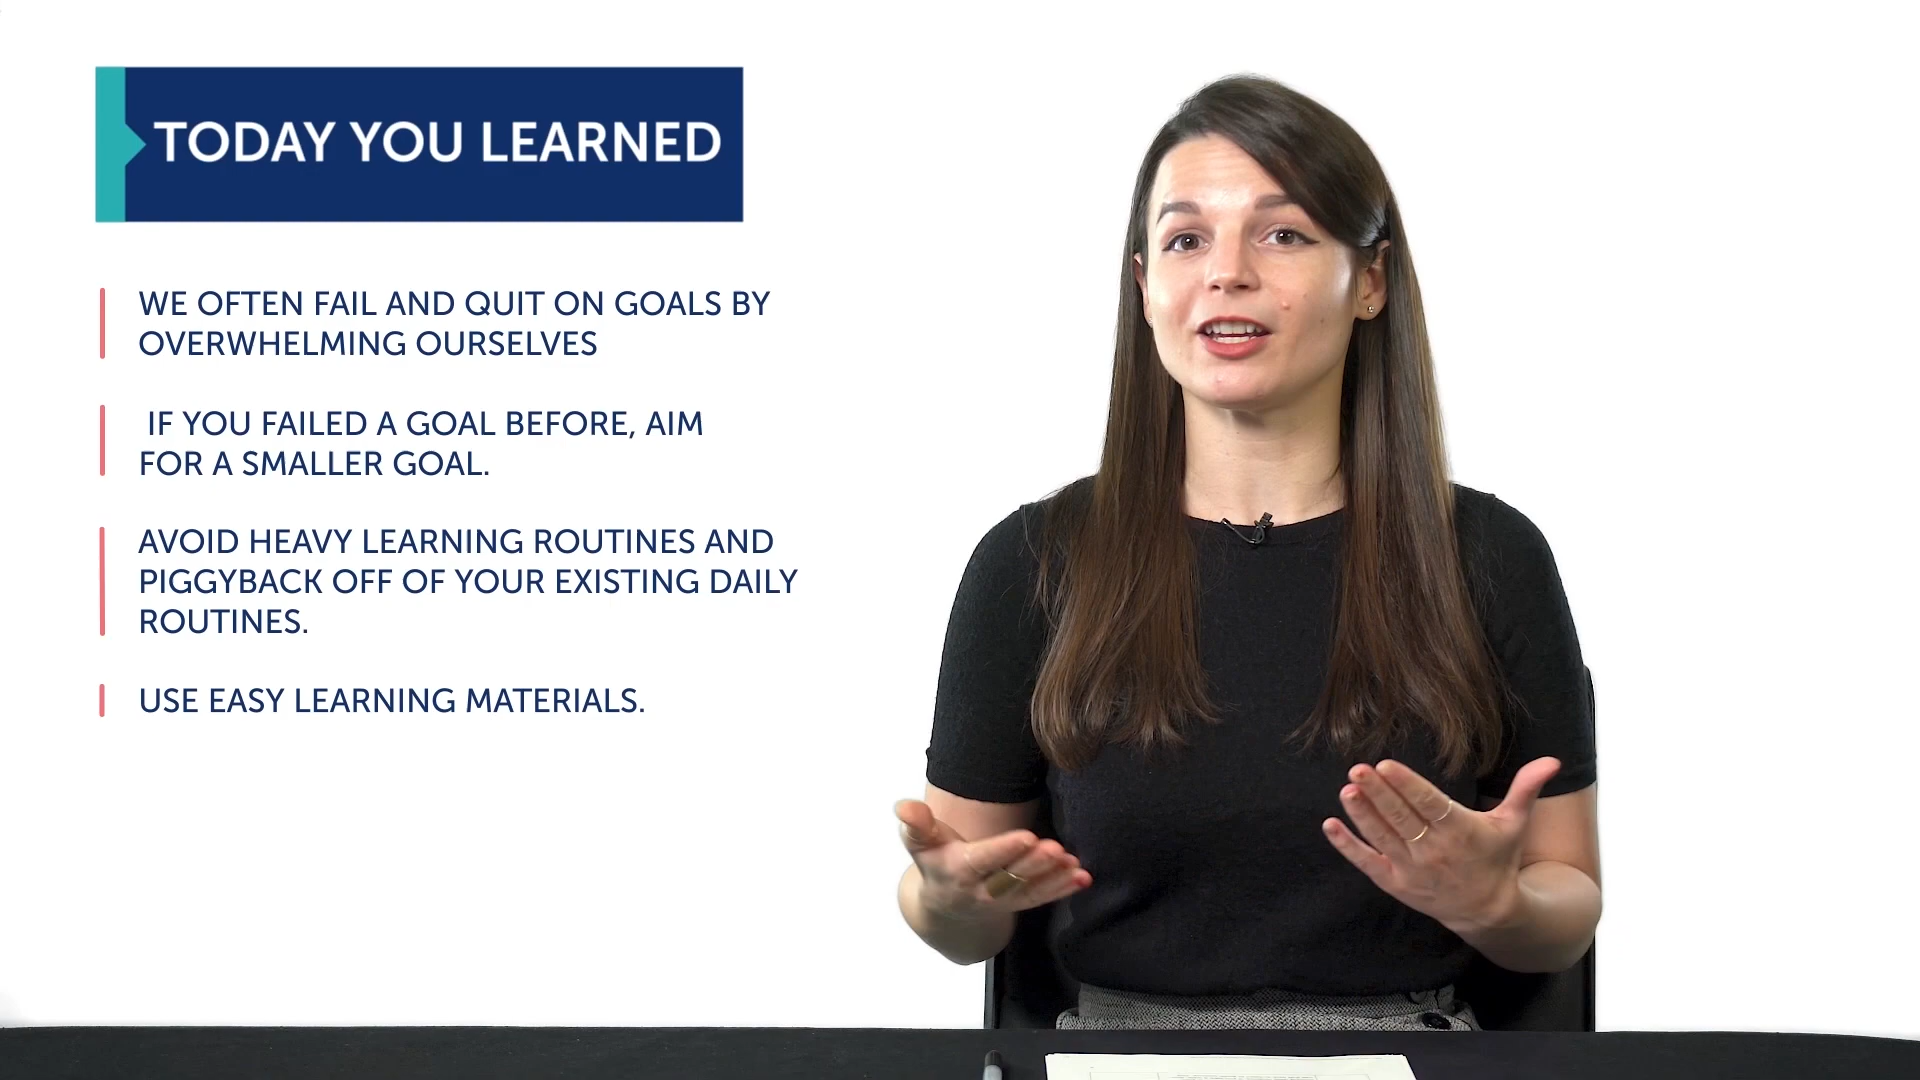 TODAY YOU LEARNED
WE OFTEN FAIL AND QUIT ON GOALS BY
OVERWHELMING OURSELVES
IF YOU FAILED A GOAL BEFORE, AIM
FOR A SMALLER GOAL.
AVOID HEAVY LEARNING ROUTINES AND
PIGGYBACK OFF OF YOUR EXISTING DAILY
ROUTINES.
USE EASY LEARNING MATERIALS.